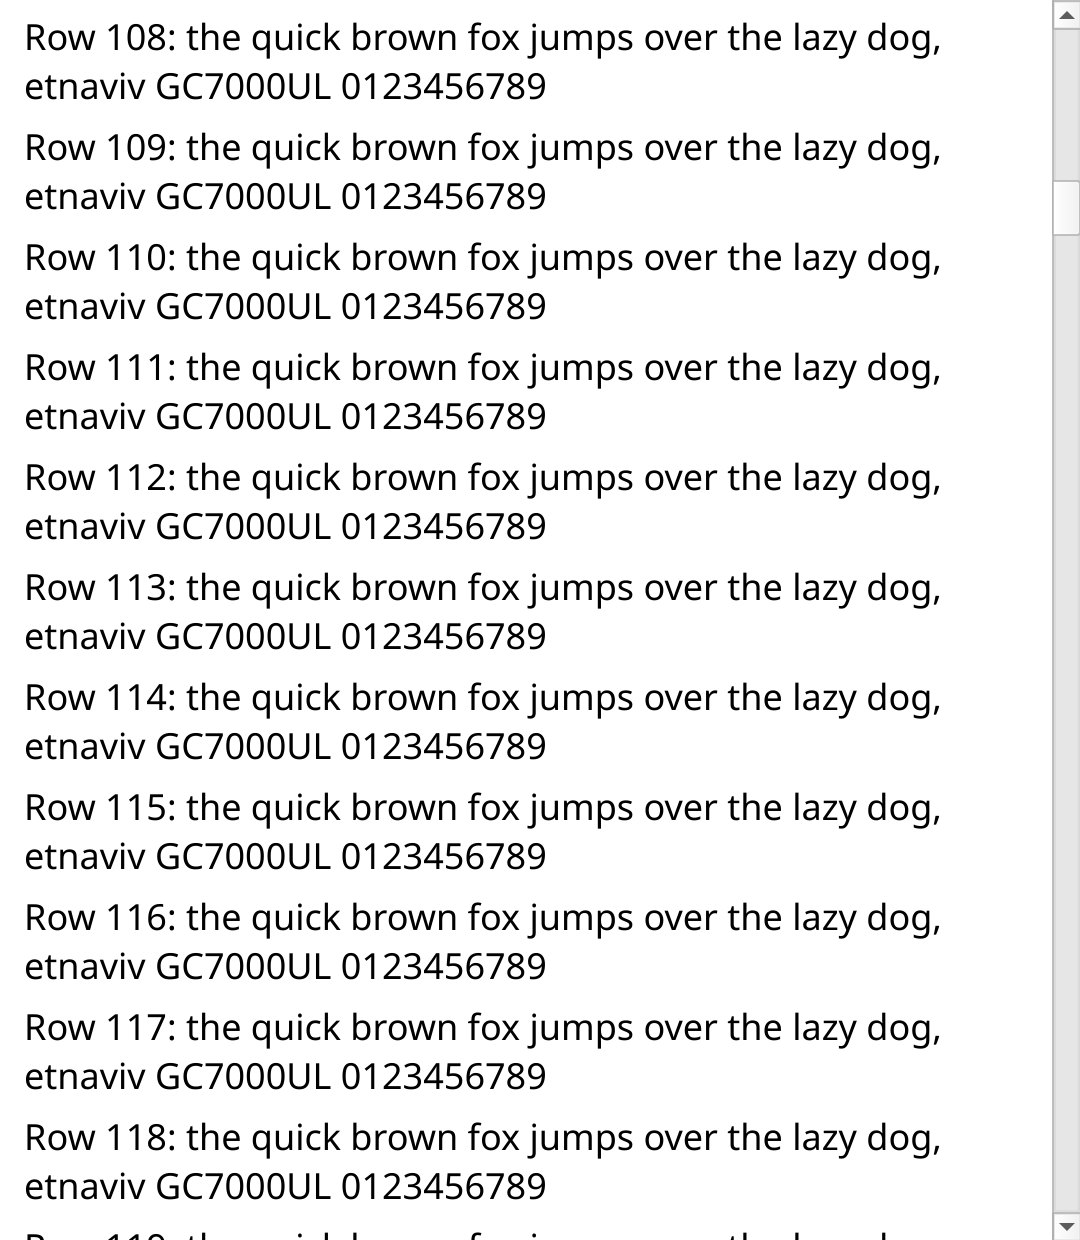 Row 108: the quick brown fox jumps over the lazy dog,
etnaviv GC7000UL 0123456789
Row 109: the quick brown fox jumps over the lazy dog,
etnaviv GC7000UL 0123456789
Row 110: the quick brown fox jumps over the lazy dog,
etnaviv GC7000UL 0123456789
Row 111: the quick brown fox jumps over the lazy dog,
etnaviv GC7000UL 0123456789
Row 112: the quick brown fox jumps over the lazy dog,
etnaviv GC7000UL 0123456789
Row 113: the quick brown fox jumps over the lazy dog,
etnaviv GC7000UL 0123456789
Row 114: the quick brown fox jumps over the lazy dog,
etnaviv GC7000UL 0123456789
Row 115: the quick brown fox jumps over the lazy dog,
etnaviv GC7000UL 0123456789
Row 116: the quick brown fox jumps over the lazy dog,
etnaviv GC7000UL 0123456789
Row 117: the quick brown fox jumps over the lazy dog,
etnaviv GC7000UL 0123456789
Row 118: the quick brown fox jumps over the lazy dog,
etnaviv GC7000UL 0123456789